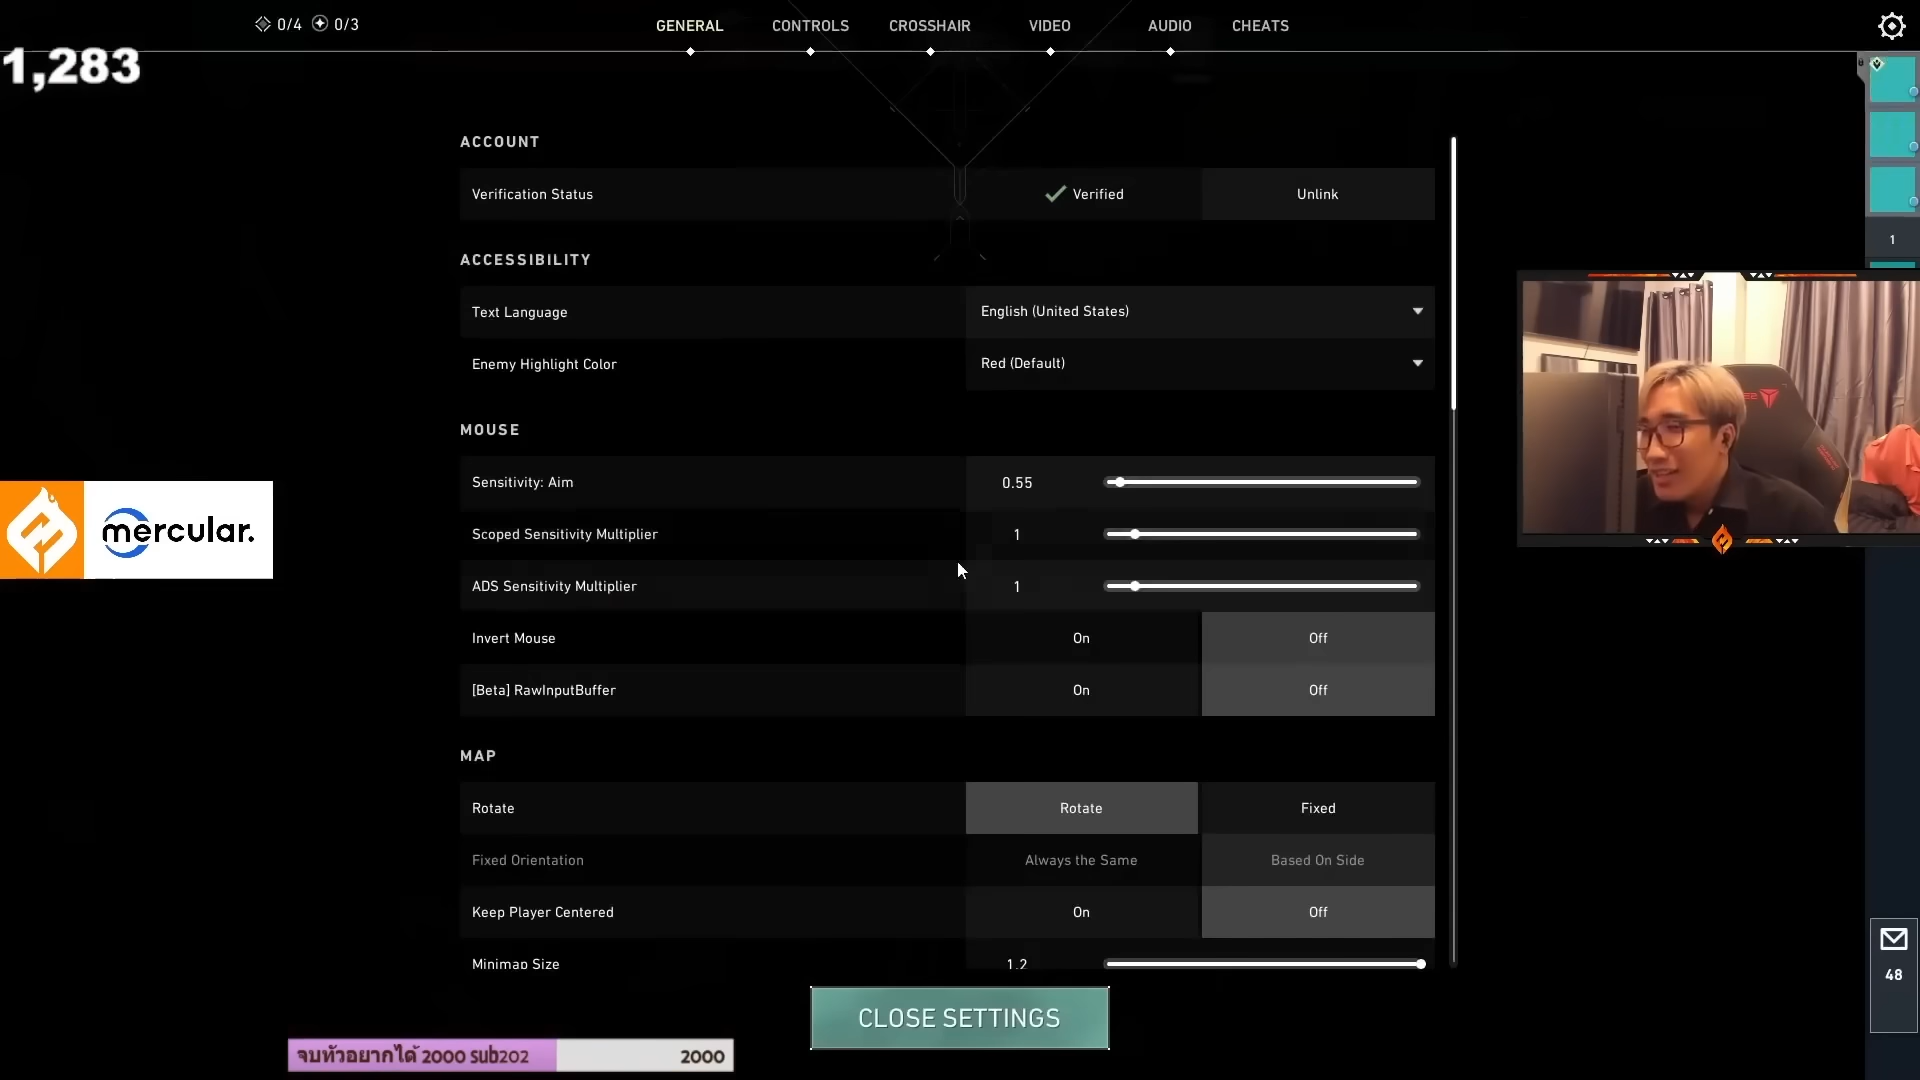 0/4 0/3
GENERAL CONTROLS CROSSHAIR VIDEO AUDIO CHEATS
1,283
ACCOUNT
Verification Status Verified Unlink
1
ACCESSIBILITY
Text Language English (United States)
Enemy Highlight Color Red (Default)
MOUSE
Sensitivity: Aim 0.55
mercular.
Scoped Sensitivity Multiplier 1
ADS Sensitivity Multiplier 1
Invert Mouse On Off
[Beta] RawInputBuffer On Off
MAP
Rotate Rotate Fixed
Fixed Orientation Always the Same Based On Side
Keep Player Centered On Off
Minimap Size 1.2
48
CLOSE SETTINGS
จบทัวอยากได้ 2000 sub202 2000